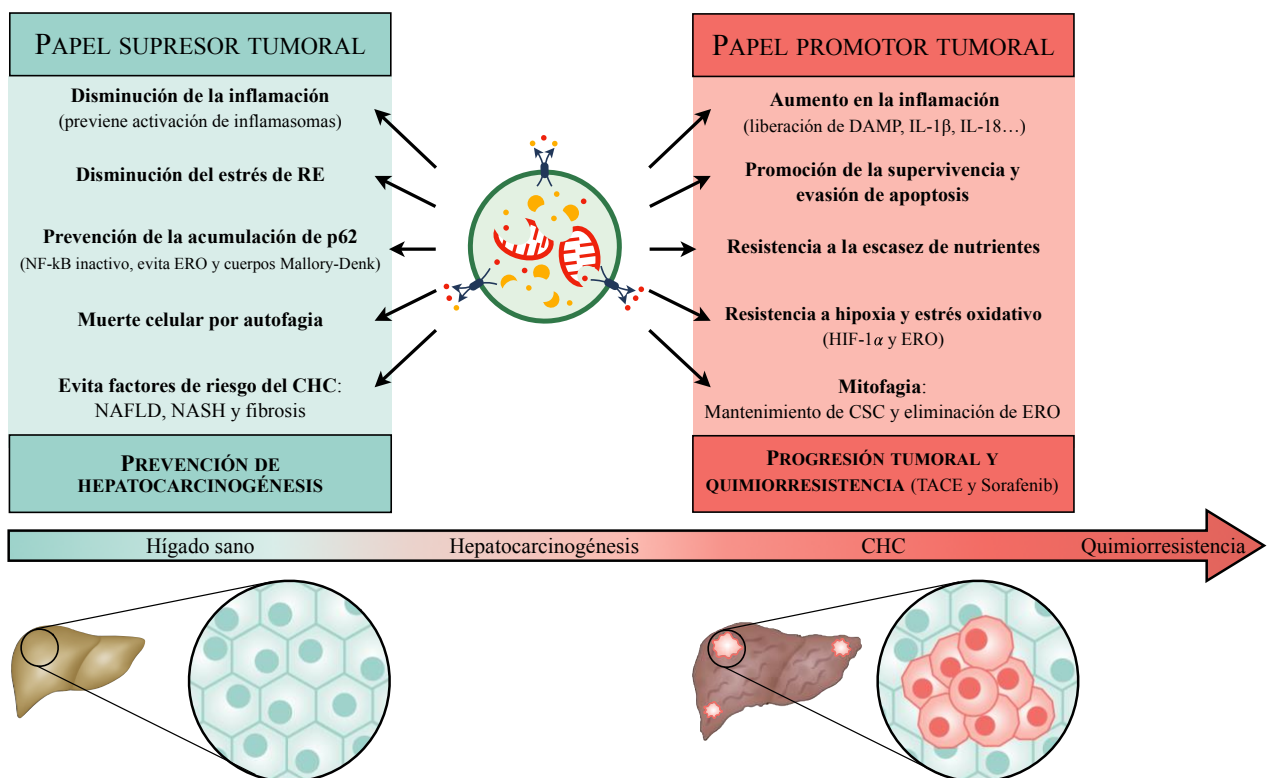 PAPEL SUPRESOR TUMORAL
Disminución de la inflamación
(previene activación de inflamasomas)
Disminución del estrés de RE
Prevención de la acumulación de p62
(NF-kB inactivo, evita ERO y cuerpos Mallory-Denk)
Muerte celular por autofagia
Evita factores de riesgo del CHC:
NAFLD, NASH y fibrosis
PREVENCIÓN DE
HEPATOCARCINOGÉNESIS
PAPEL PROMOTOR TUMORAL
Aumento en la inflamación
(liberación de DAMP, IL-1β, IL-18…)
Promoción de la supervivencia y
evasión de apoptosis
Resistencia a la escasez de nutrientes
Resistencia a hipoxia y estrés oxidativo
(HIF-1α y ERO)
Mitofagia:
Mantenimiento de CSC y eliminación de ERO
PROGRESIÓN TUMORAL Y
QUIMIORRESISTENCIA (TACE y Sorafenib)
Hígado sano
Hepatocarcinogénesis
CHC
Quimiorresistencia